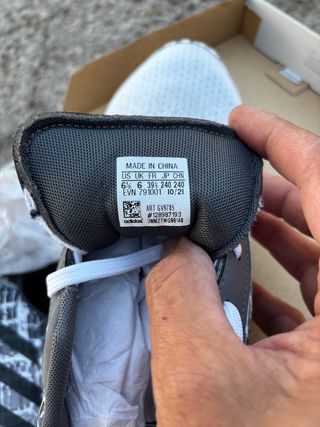 MADE IN CHINA
US UK FR JP CHN
6½ 6 39⅓ 240 240
EVN 791001 10/21
ART GV9785
#128987193
adidas